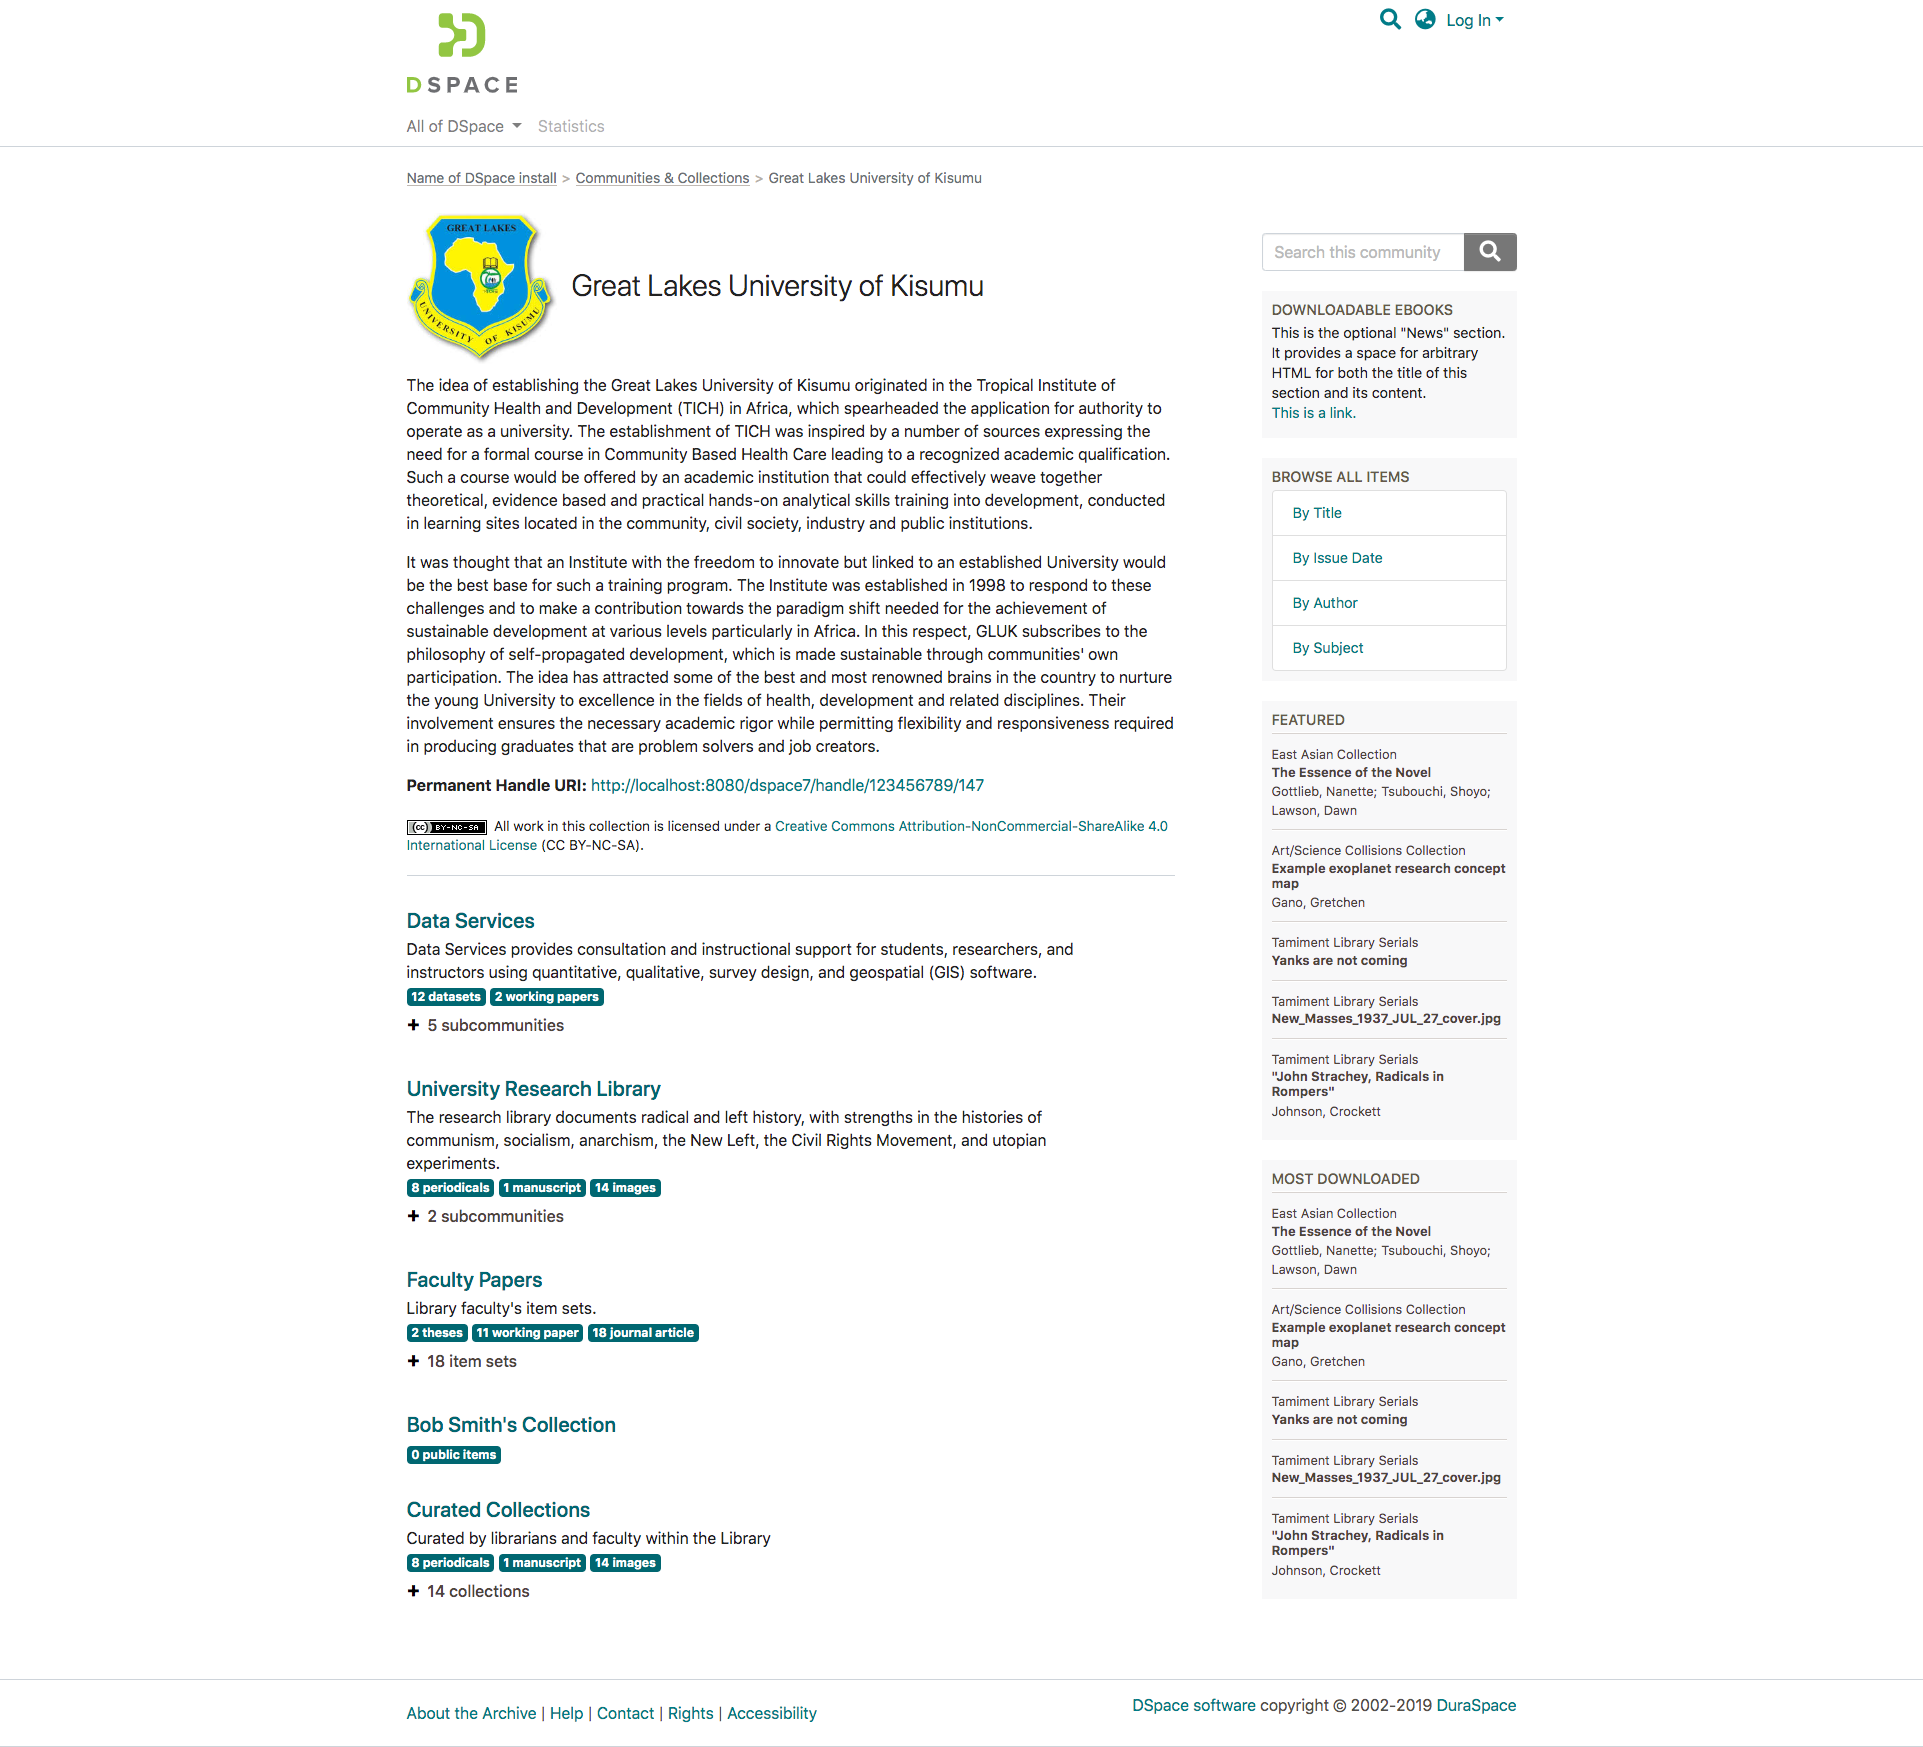 DSPACE
Log In
All of DSpace
Statistics
Name of DSpace install > Communities & Collections > Great Lakes University of Kisumu
GREAT LAKES
UNIVERSITY OF KISUMU
Great Lakes University of Kisumu
The idea of establishing the Great Lakes University of Kisumu originated in the Tropical Institute of
Community Health and Development (TICH) in Africa, which spearheaded the application for authority to
operate as a university. The establishment of TICH was inspired by a number of sources expressing the
need for a formal course in Community Based Health Care leading to a recognized academic qualification.
Such a course would be offered by an academic institution that could effectively weave together
theoretical, evidence based and practical hands-on analytical skills training into development, conducted
in learning sites located in the community, civil society, industry and public institutions.
It was thought that an Institute with the freedom to innovate but linked to an established University would
be the best base for such a training program. The Institute was established in 1998 to respond to these
challenges and to make a contribution towards the paradigm shift needed for the achievement of
sustainable development at various levels particularly in Africa. In this respect, GLUK subscribes to the
philosophy of self-propagated development, which is made sustainable through communities' own
participation. The idea has attracted some of the best and most renowned brains in the country to nurture
the young University to excellence in the fields of health, development and related disciplines. Their
involvement ensures the necessary academic rigor while permitting flexibility and responsiveness required
in producing graduates that are problem solvers and job creators.
Permanent Handle URI: http://localhost:8080/dspace7/handle/123456789/147
(cc) BY-NC-SA All work in this collection is licensed under a Creative Commons Attribution-NonCommercial-ShareAlike 4.0
International License (CC BY-NC-SA).
Data Services
Data Services provides consultation and instructional support for students, researchers, and
instructors using quantitative, qualitative, survey design, and geospatial (GIS) software.
12 datasets 2 working papers
+ 5 subcommunities
University Research Library
The research library documents radical and left history, with strengths in the histories of
communism, socialism, anarchism, the New Left, the Civil Rights Movement, and utopian
experiments.
8 periodicals 1 manuscript 14 images
+ 2 subcommunities
Faculty Papers
Library faculty's item sets.
2 theses 11 working paper 18 journal article
+ 18 item sets
Bob Smith's Collection
0 public items
Curated Collections
Curated by librarians and faculty within the Library
8 periodicals 1 manuscript 14 images
+ 14 collections
Search this community
DOWNLOADABLE EBOOKS
This is the optional "News" section.
It provides a space for arbitrary
HTML for both the title of this
section and its content.
This is a link.
BROWSE ALL ITEMS
By Title
By Issue Date
By Author
By Subject
FEATURED
East Asian Collection
The Essence of the Novel
Gottlieb, Nanette; Tsubouchi, Shoyo;
Lawson, Dawn
Art/Science Collisions Collection
Example exoplanet research concept
map
Gano, Gretchen
Tamiment Library Serials
Yanks are not coming
Tamiment Library Serials
New_Masses_1937_JUL_27_cover.jpg
Tamiment Library Serials
"John Strachey, Radicals in
Rompers"
Johnson, Crockett
MOST DOWNLOADED
East Asian Collection
The Essence of the Novel
Gottlieb, Nanette; Tsubouchi, Shoyo;
Lawson, Dawn
Art/Science Collisions Collection
Example exoplanet research concept
map
Gano, Gretchen
Tamiment Library Serials
Yanks are not coming
Tamiment Library Serials
New_Masses_1937_JUL_27_cover.jpg
Tamiment Library Serials
"John Strachey, Radicals in
Rompers"
Johnson, Crockett
About the Archive | Help | Contact | Rights | Accessibility
DSpace software copyright © 2002-2019 DuraSpace